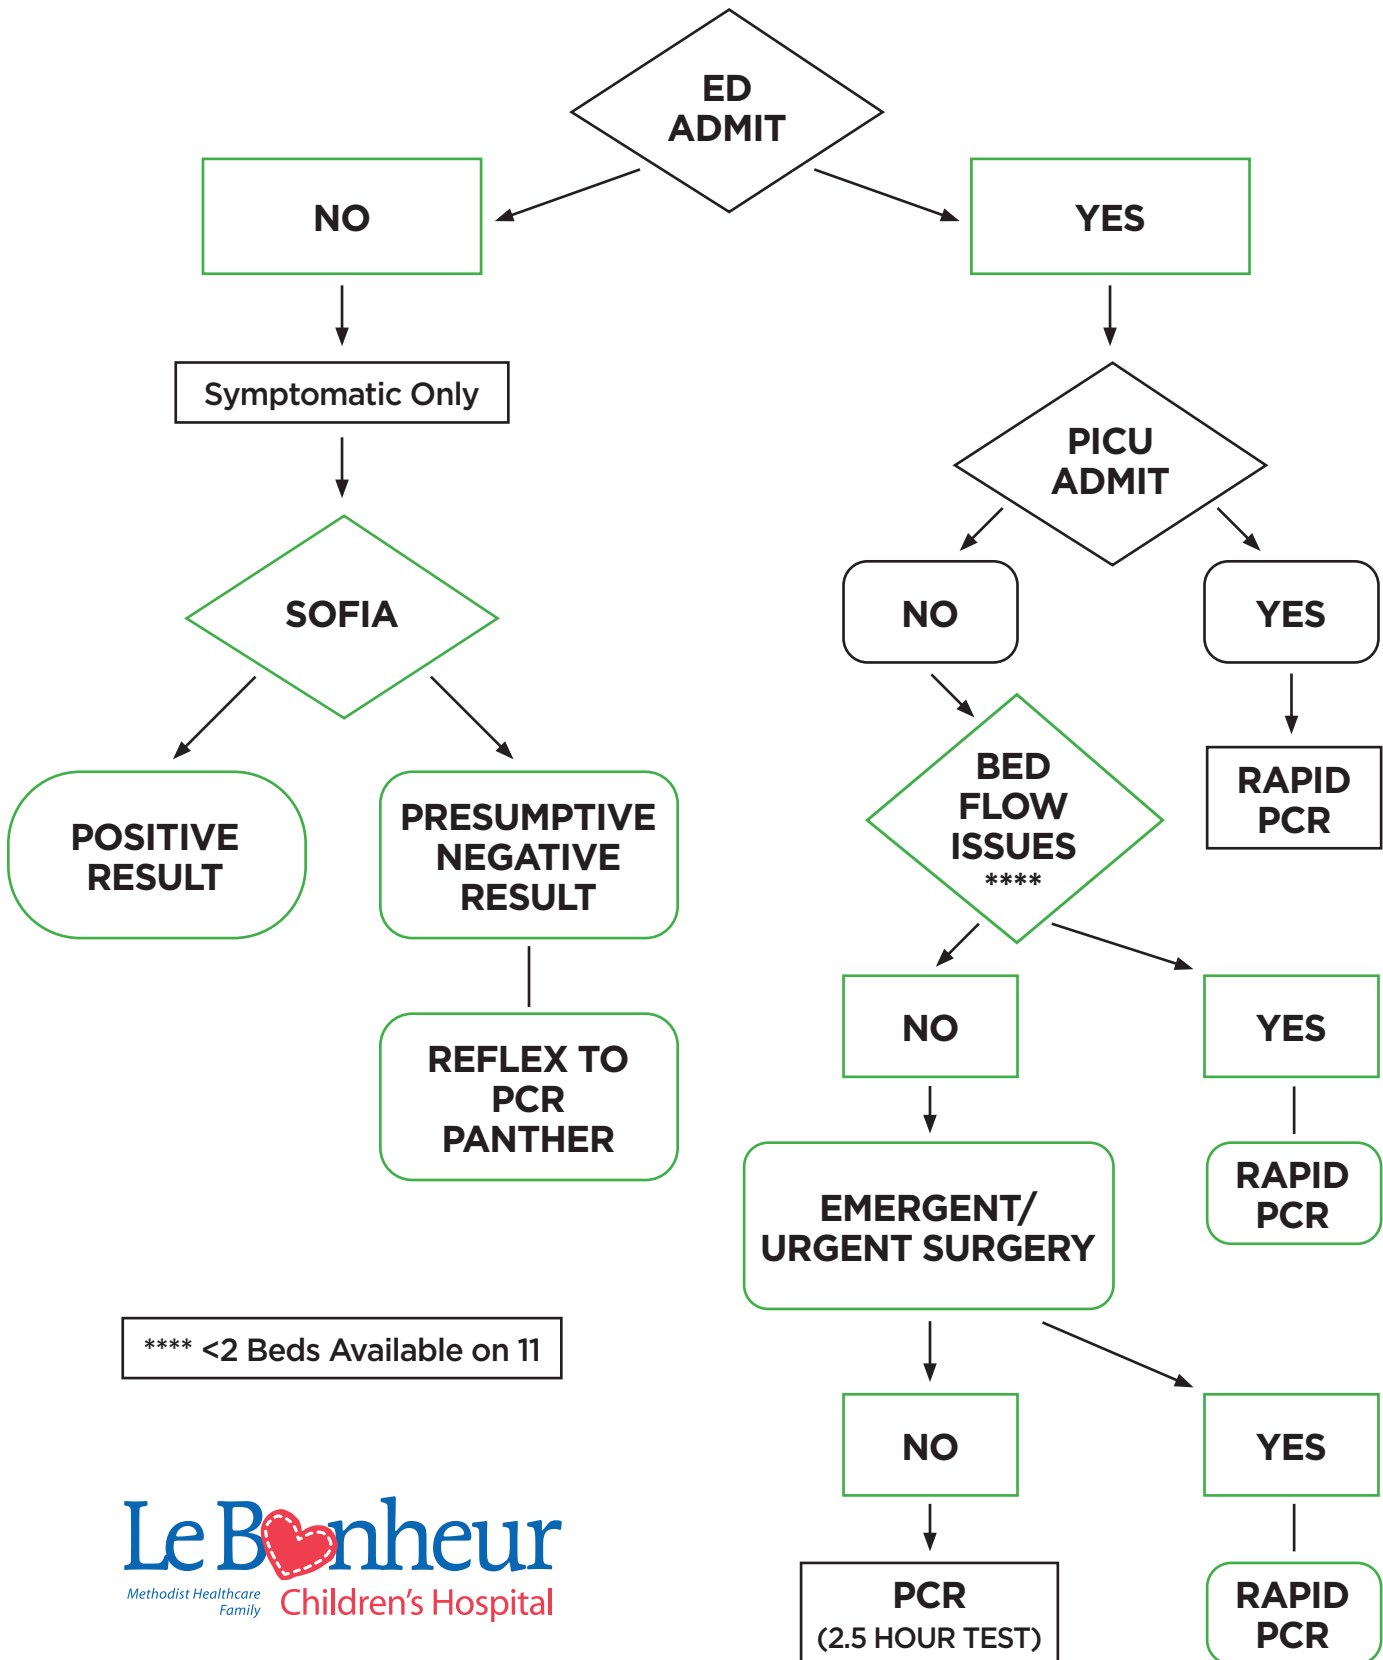 ED
ADMIT
NO
YES
Symptomatic Only
PICU
ADMIT
SOFIA
NO
YES
POSITIVE
RESULT
PRESUMPTIVE
NEGATIVE
RESULT
BED
FLOW
ISSUES
****
RAPID
PCR
REFLEX TO
PCR
PANTHER
NO
YES
EMERGENT/
URGENT SURGERY
RAPID
PCR
**** <2 Beds Available on 11
NO
YES
PCR
(2.5 HOUR TEST)
RAPID
PCR
Le Bonheur
Methodist Healthcare
Family
Children's Hospital